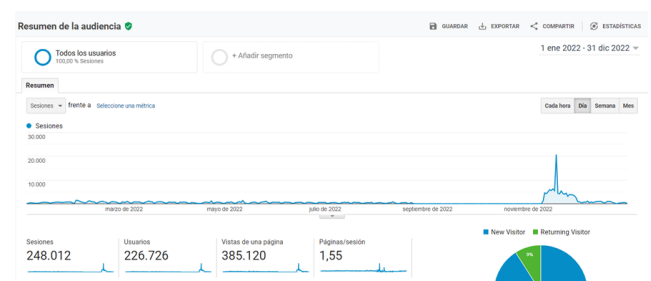 Resumen de la audiencia
GUARDAR EXPORTAR COMPARTIR ESTADÍSTICAS
Todos los usuarios
100,00 % Sesiones
+ Añadir segmento
1 ene 2022 - 31 dic 2022
Resumen
Sesiones frente a Seleccione una métrica
Cada hora Día Semana Mes
Sesiones
30.000
20.000
10.000
marzo de 2022 mayo de 2022 julio de 2022 septiembre de 2022 noviembre de 2022
New Visitor Returning Visitor
Sesiones
248.012
Usuarios
226.726
Vistas de una página
385.120
Páginas/sesión
1,55
9%